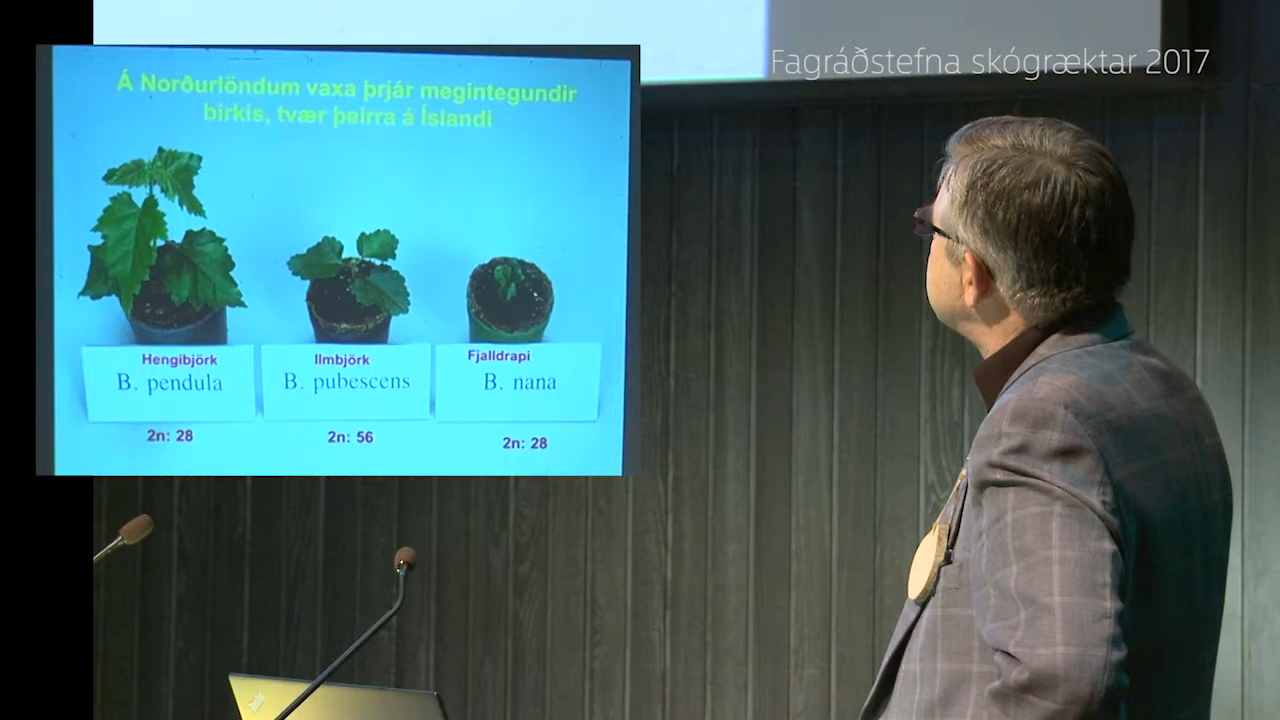 Fagráðstefna skógræktar 2017
Á Norðurlöndum vaxa þrjár megintegundir
birkis, tvær þeirra á Íslandi
Hengibjörk
B. pendula
2n: 28
Ilmbjörk
B. pubescens
2n: 56
Fjalldrapi
B. nana
2n: 28